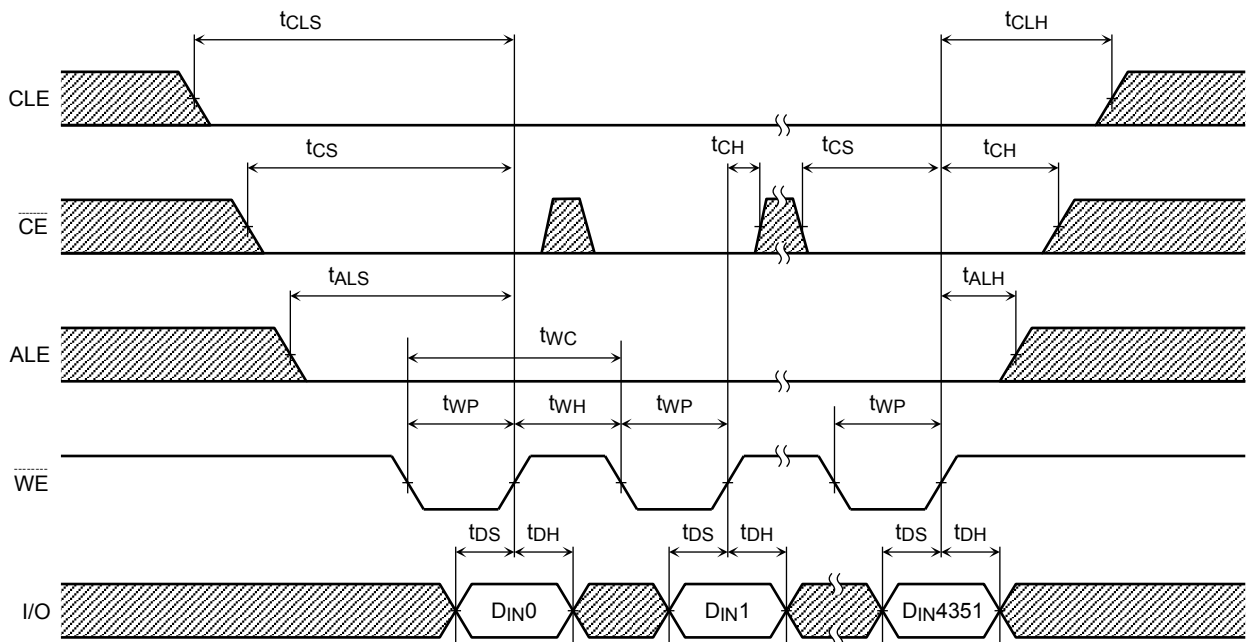 tCLS tCLH
CLE
tCS tCH tCS tCH
CE
tALS tALH
ALE
tWC
tWP tWH tWP tWP
WE
tDS tDH tDS tDH tDS tDH
I/O DIN0 DIN1 DIN4351